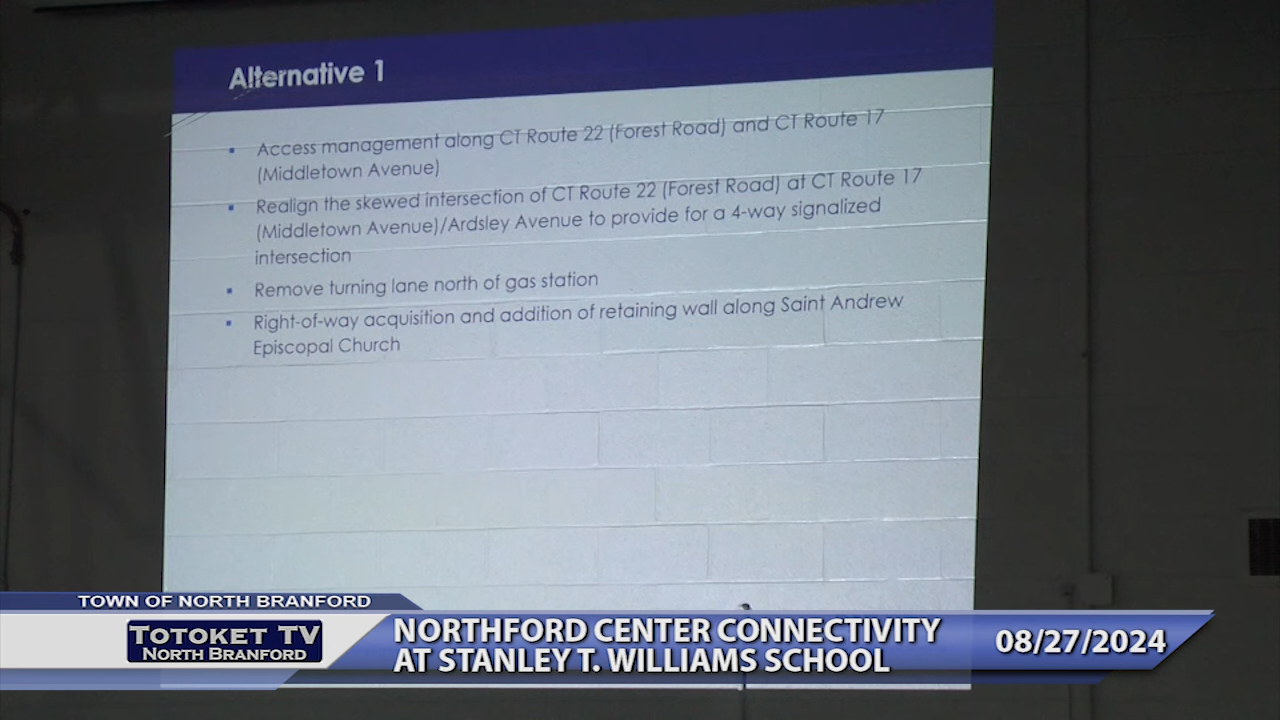 Alternative 1
▪ Access management along CT Route 22 (Forest Road) and CT Route 17
(Middletown Avenue)
▪ Realign the skewed intersection of CT Route 22 (Forest Road) at CT Route 17
(Middletown Avenue)/Ardsley Avenue to provide for a 4-way signalized
intersection
▪ Remove turning lane north of gas station
▪ Right-of-way acquisition and addition of retaining wall along Saint Andrew
Episcopal Church
TOWN OF NORTH BRANFORD
TOTOKET TV
NORTH BRANFORD
NORTHFORD CENTER CONNECTIVITY
AT STANLEY T. WILLIAMS SCHOOL
08/27/2024